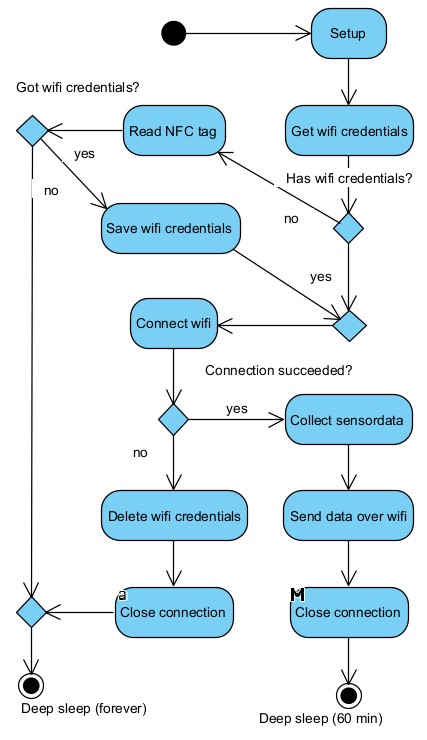 Setup
Got wifi credentials?
Read NFC tag
Get wifi credentials
yes
Has wifi credentials?
no
no
Save wifi credentials
yes
Connect wifi
Connection succeeded?
yes
Collect sensordata
no
Delete wifi credentials
Send data over wifi
a
M
Close connection
Close connection
Deep sleep (forever)
Deep sleep (60 min)